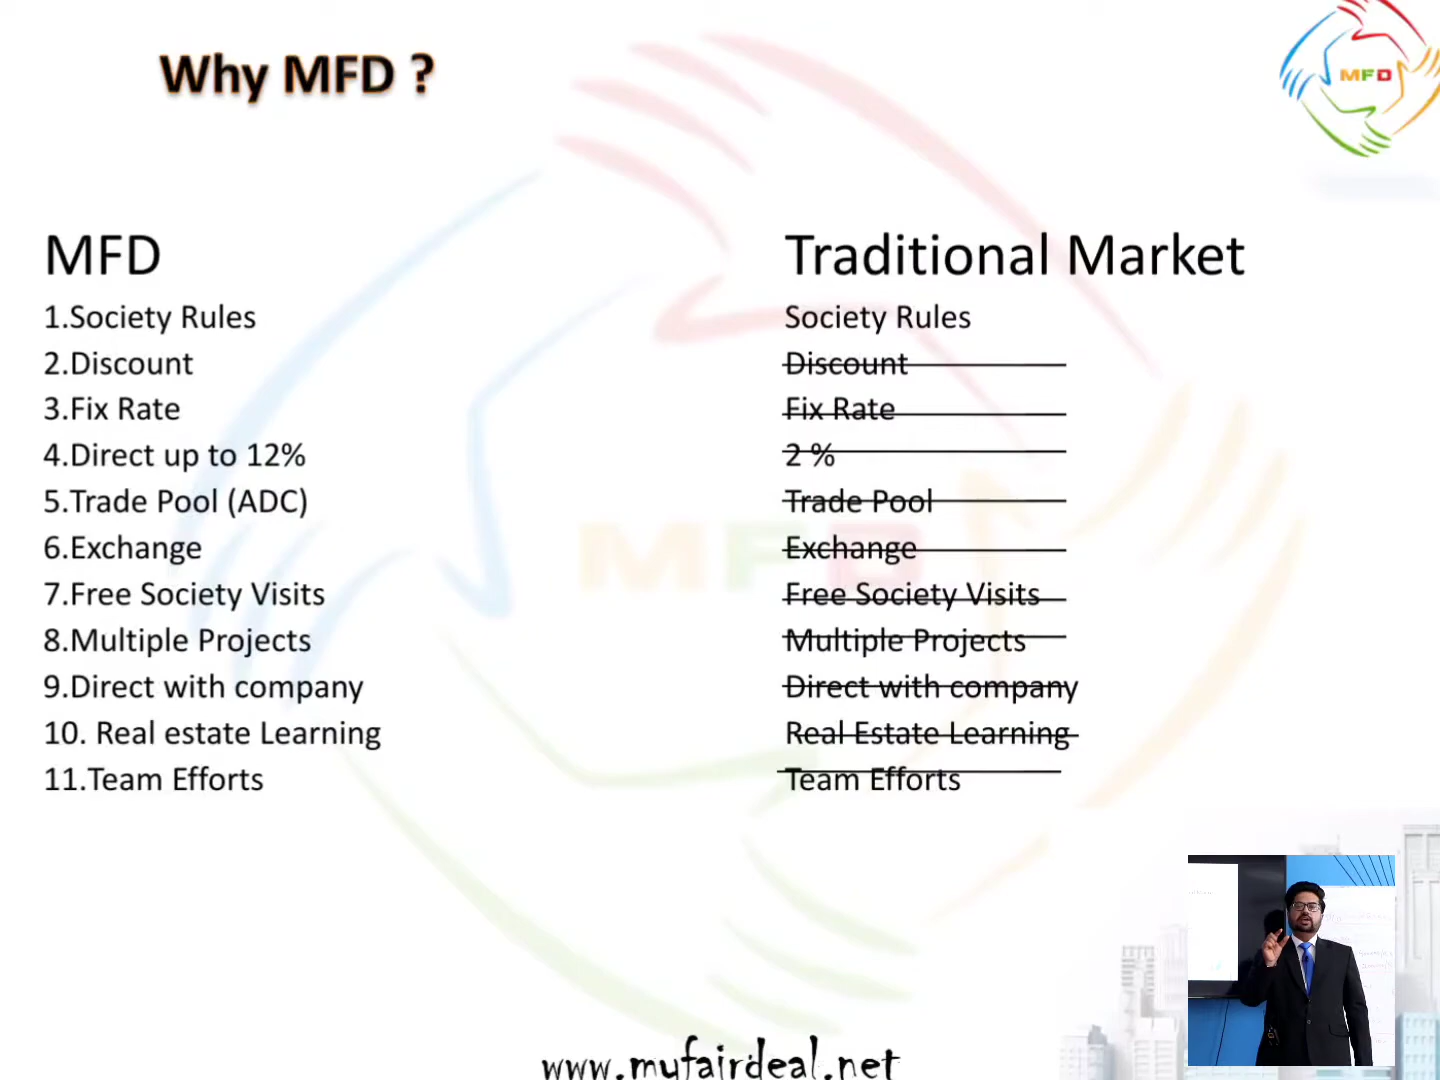 Why MFD ?
MFD
MFD
1.Society Rules
2.Discount
3.Fix Rate
4.Direct up to 12%
5.Trade Pool (ADC)
6.Exchange
7.Free Society Visits
8.Multiple Projects
9.Direct with company
10. Real estate Learning
11.Team Efforts
Traditional Market
Society Rules
Discount
Fix Rate
2 %
Trade Pool
Exchange
Free Society Visits
Multiple Projects
Direct with company
Real Estate Learning
Team Efforts
MFD
www.myfairdeal.net